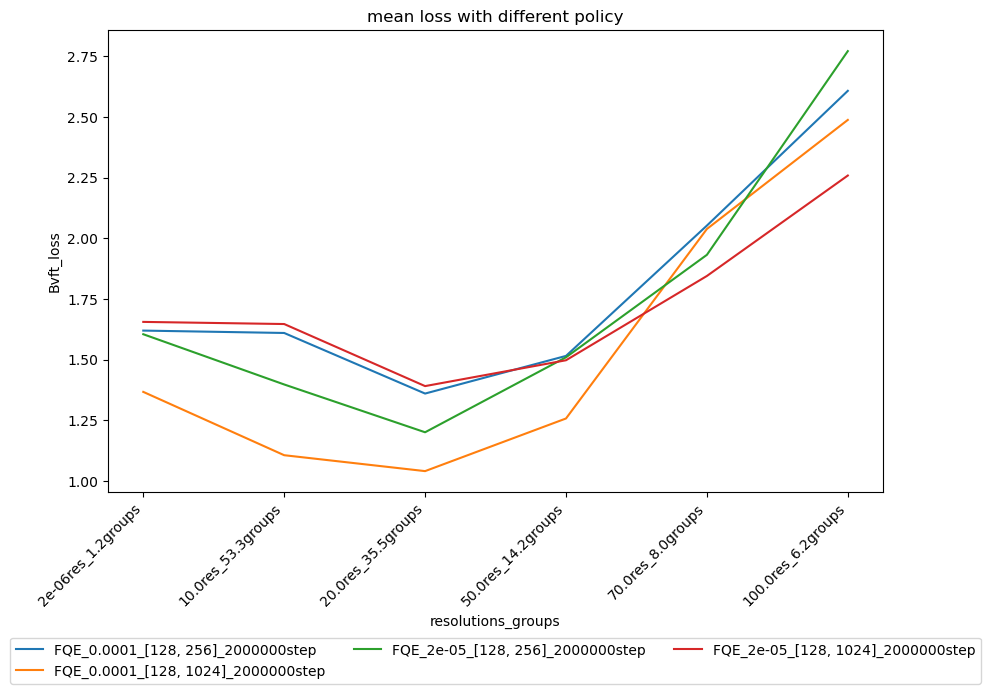 mean loss with different policy
2.75
2.50
2.25
2.00
1.75
1.50
1.25
1.00
Bvft_loss
2e-06res_1.2groups
10.0res_53.3groups
20.0res_35.5groups
50.0res_14.2groups
70.0res_8.0groups
100.0res_6.2groups
resolutions_groups
FQE_0.0001_[128, 256]_2000000step
FQE_0.0001_[128, 1024]_2000000step
FQE_2e-05_[128, 256]_2000000step
FQE_2e-05_[128, 1024]_2000000step